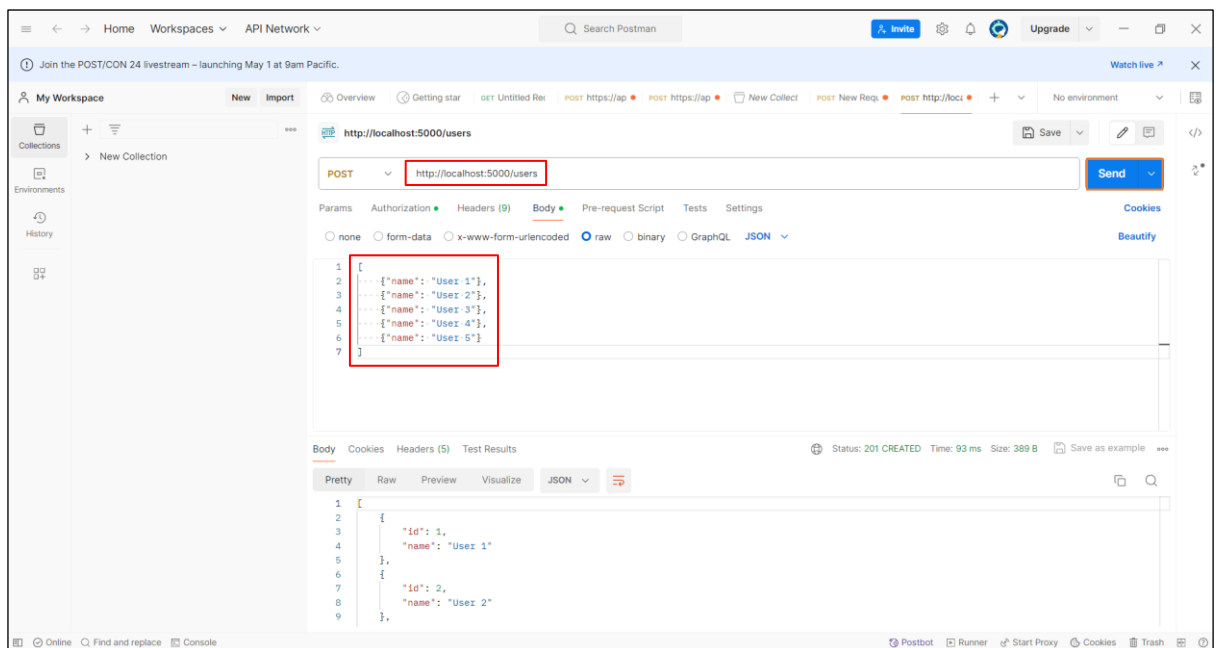 Home Workspaces API Network Search Postman Invite Upgrade
Join the POST/CON 24 livestream – launching May 1 at 9am Pacific. Watch live
My Workspace New Import Overview Getting star GET Untitled Rec POST https://ap POST https://ap New Collect POST New Requ POST http://loca No environment
Collections
Environments
History
New Collection
HTTP http://localhost:5000/users Save
POST http://localhost:5000/users Send
Params Authorization Headers (9) Body Pre-request Script Tests Settings Cookies
none form-data x-www-form-urlencoded raw binary GraphQL JSON Beautify
1 [
2 {"name": "User 1"},
3 {"name": "User 2"},
4 {"name": "User 3"},
5 {"name": "User 4"},
6 {"name": "User 5"}
7 ]
Body Cookies Headers (5) Test Results Status: 201 CREATED Time: 93 ms Size: 389 B Save as example
Pretty Raw Preview Visualize JSON
1 [
2 {
3 "id": 1,
4 "name": "User 1"
5 },
6 {
7 "id": 2,
8 "name": "User 2"
9 },
Online Find and replace Console Postbot Runner Start Proxy Cookies Trash